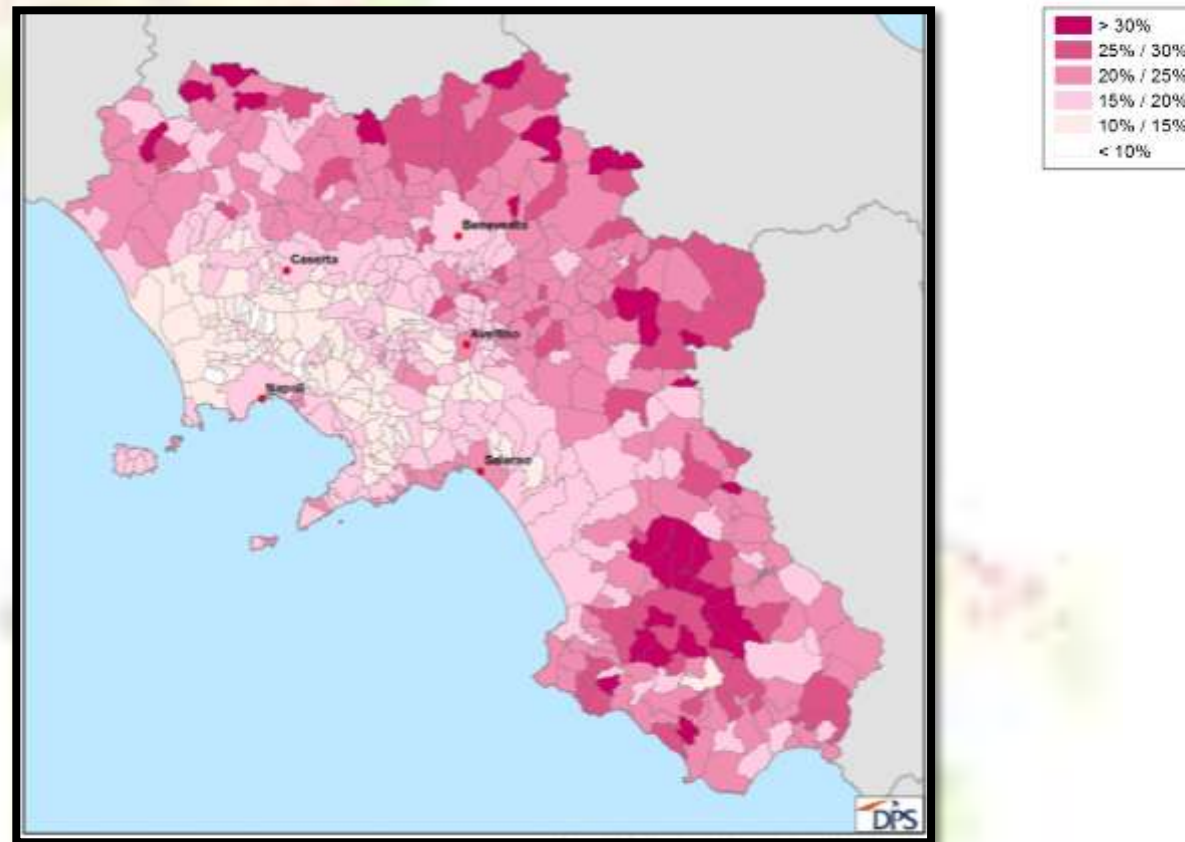 > 30%
25% / 30%
20% / 25%
15% / 20%
10% / 15%
< 10%
Benevento
Caserta
Avellino
Napoli
Salerno
DPS